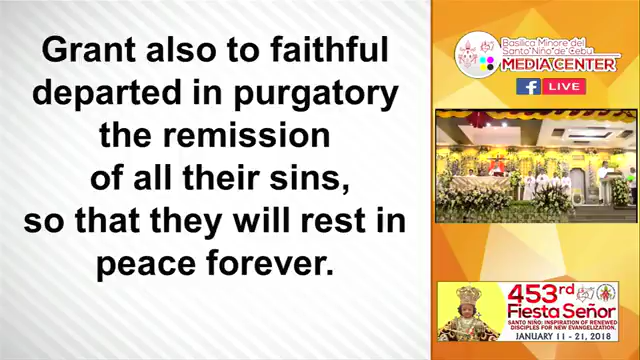 Grant also to faithful
departed in purgatory
the remission
of all their sins,
so that they will rest in
peace forever.
Basilica Minore del
Santo Niño de Cebu
MEDIA CENTER
f LIVE
453rd
Fiesta Señor
SANTO NIÑO: INSPIRATION OF RENEWED
DISCIPLES FOR NEW EVANGELIZATION.
JANUARY 11 - 21, 2018